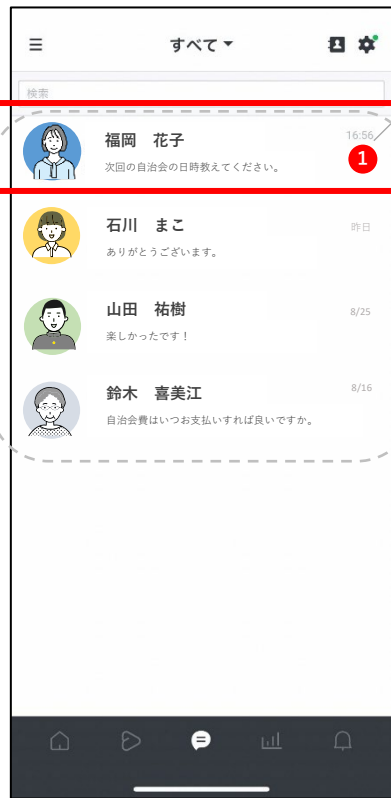 すべて
検索
福岡　花子
16:56
次回の自治会の日時教えてください。
1
石川　まこ
昨日
ありがとうございます。
山田　祐樹
8/25
楽しかったです！
鈴木　喜美江
8/16
自治会費はいつお支払いすれば良いですか。